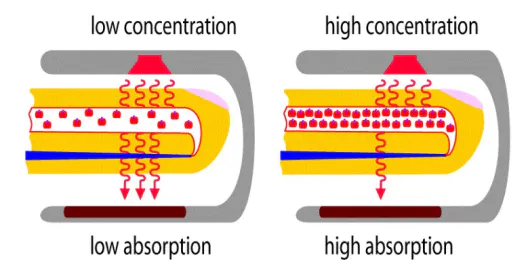 low concentration
high concentration
low absorption
high absorption